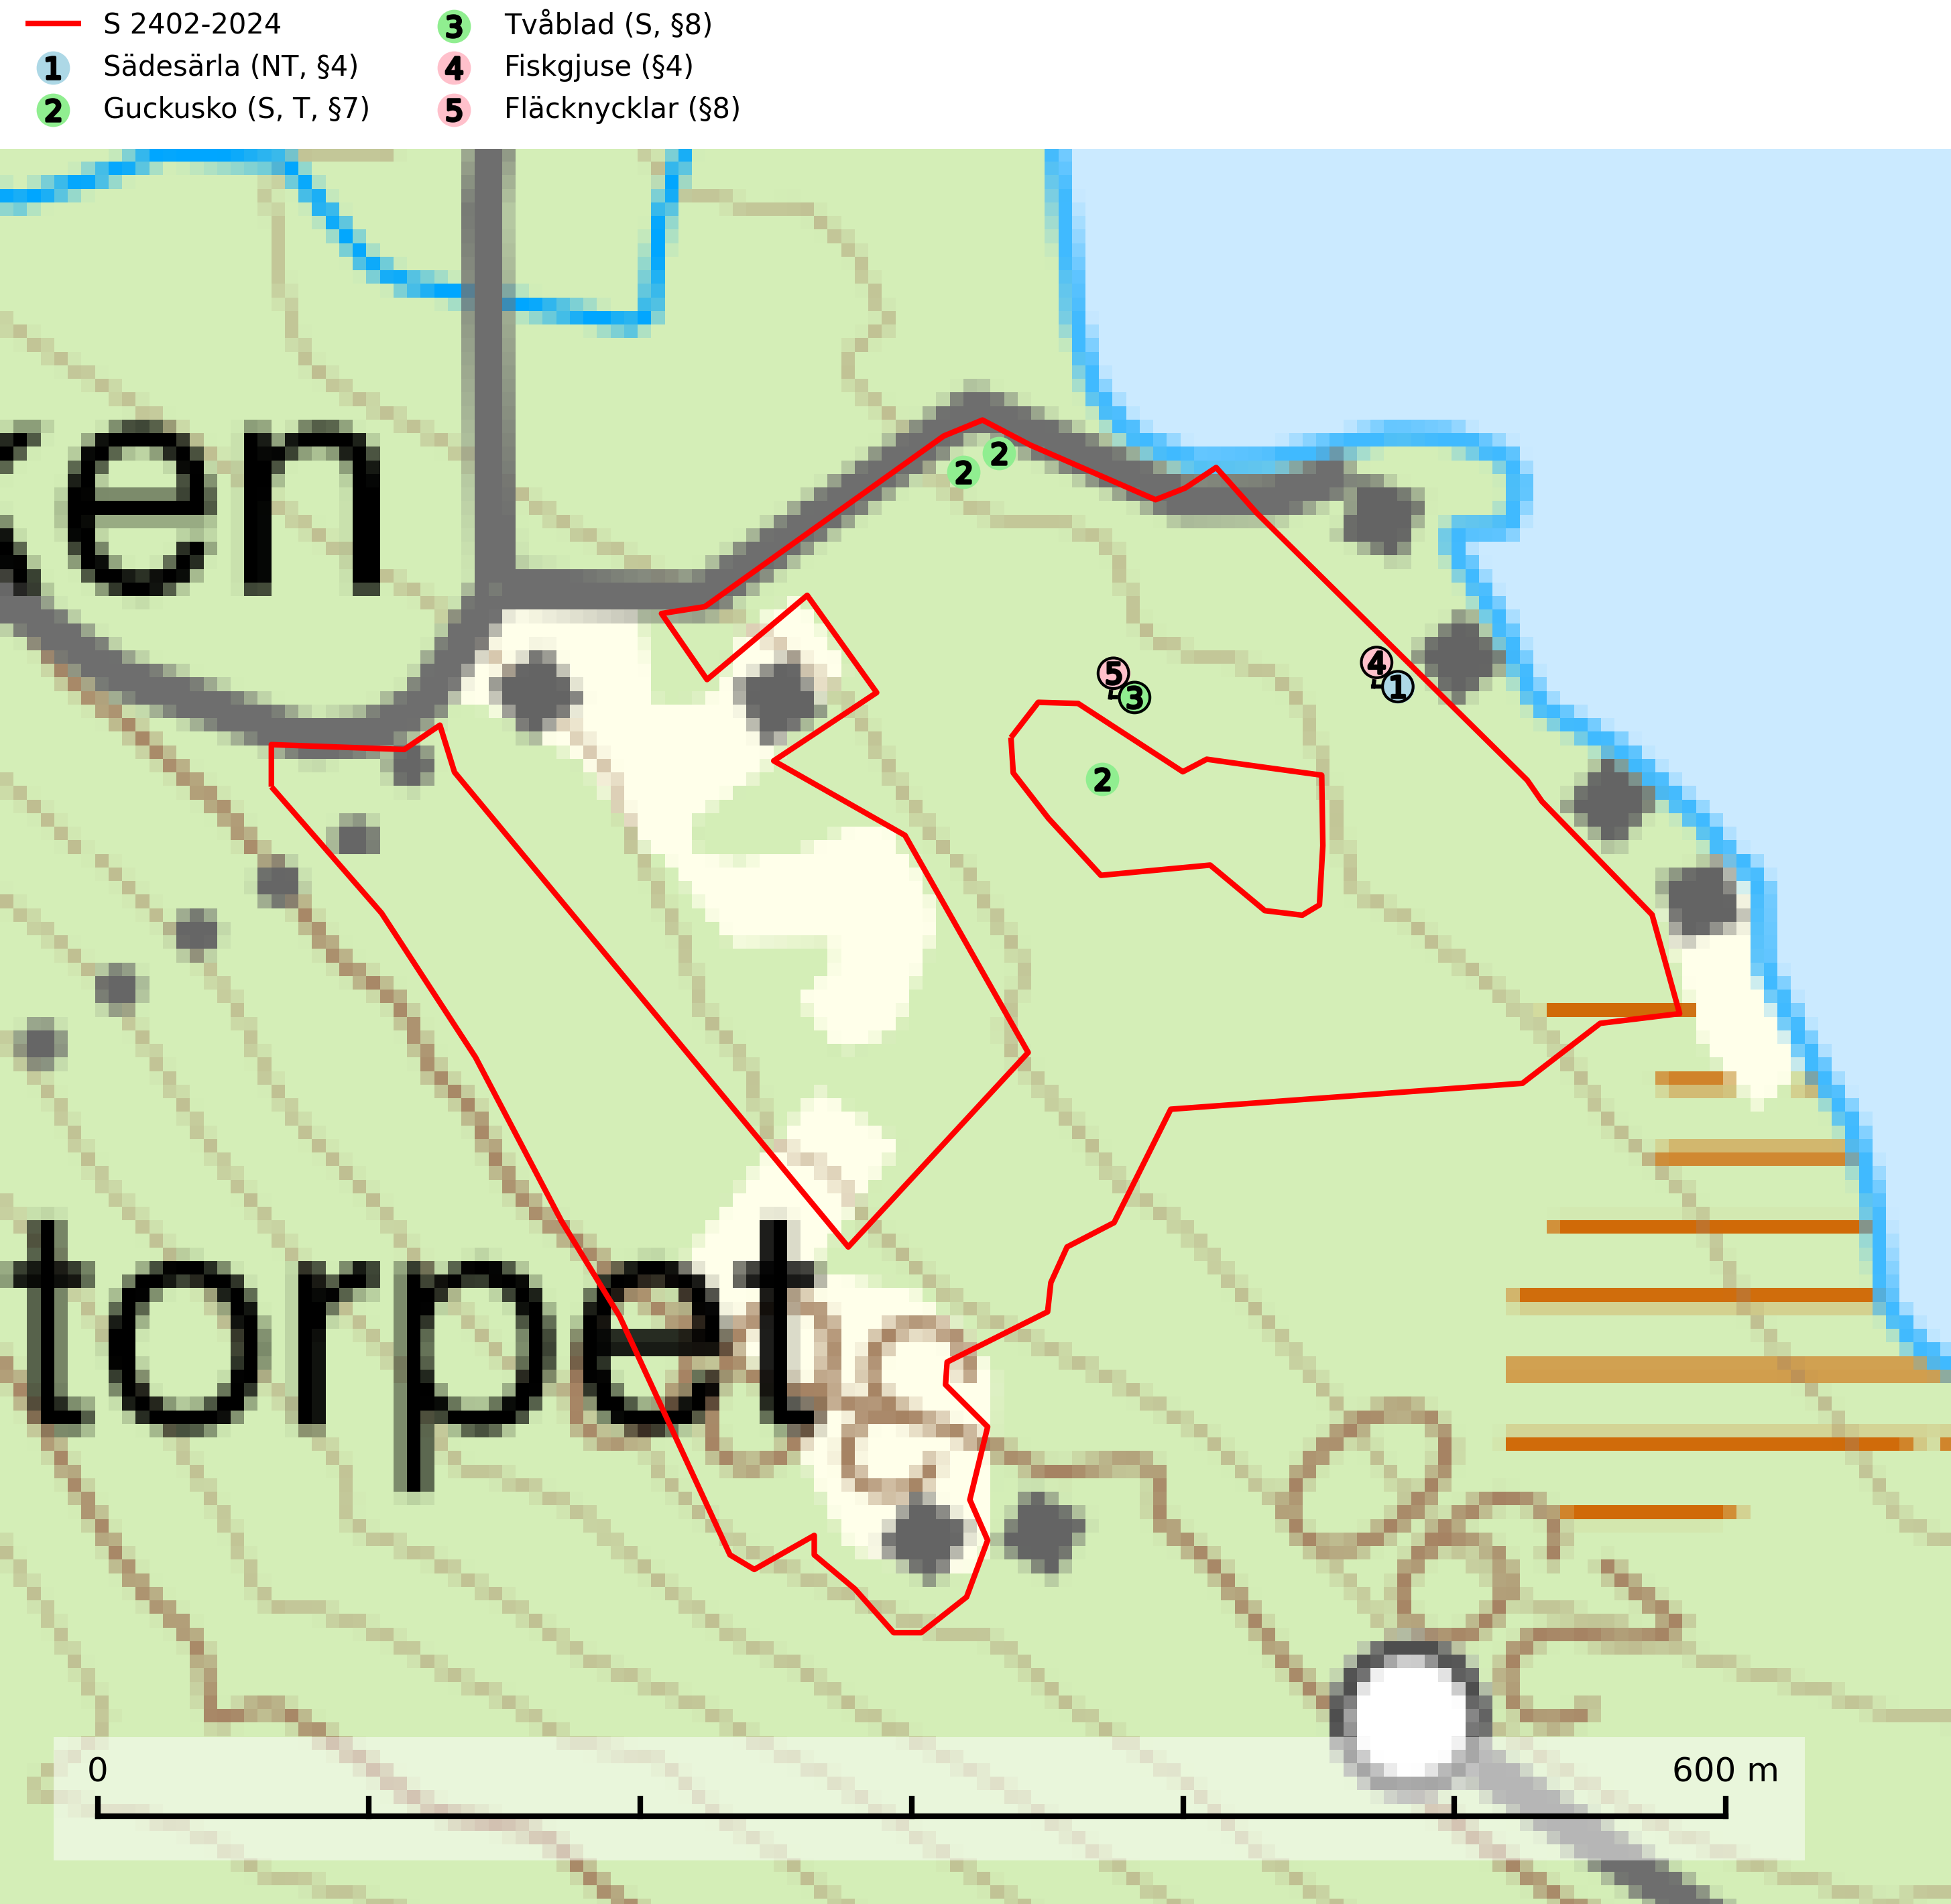 S 2402-2024
1 Sädesärla (NT, §4)
2 Guckusko (S, T, §7)
3 Tvåblad (S, §8)
4 Fiskgjuse (§4)
5 Fläcknycklar (§8)
en
2
2
5
3
4
1
2
torpet
0
600 m